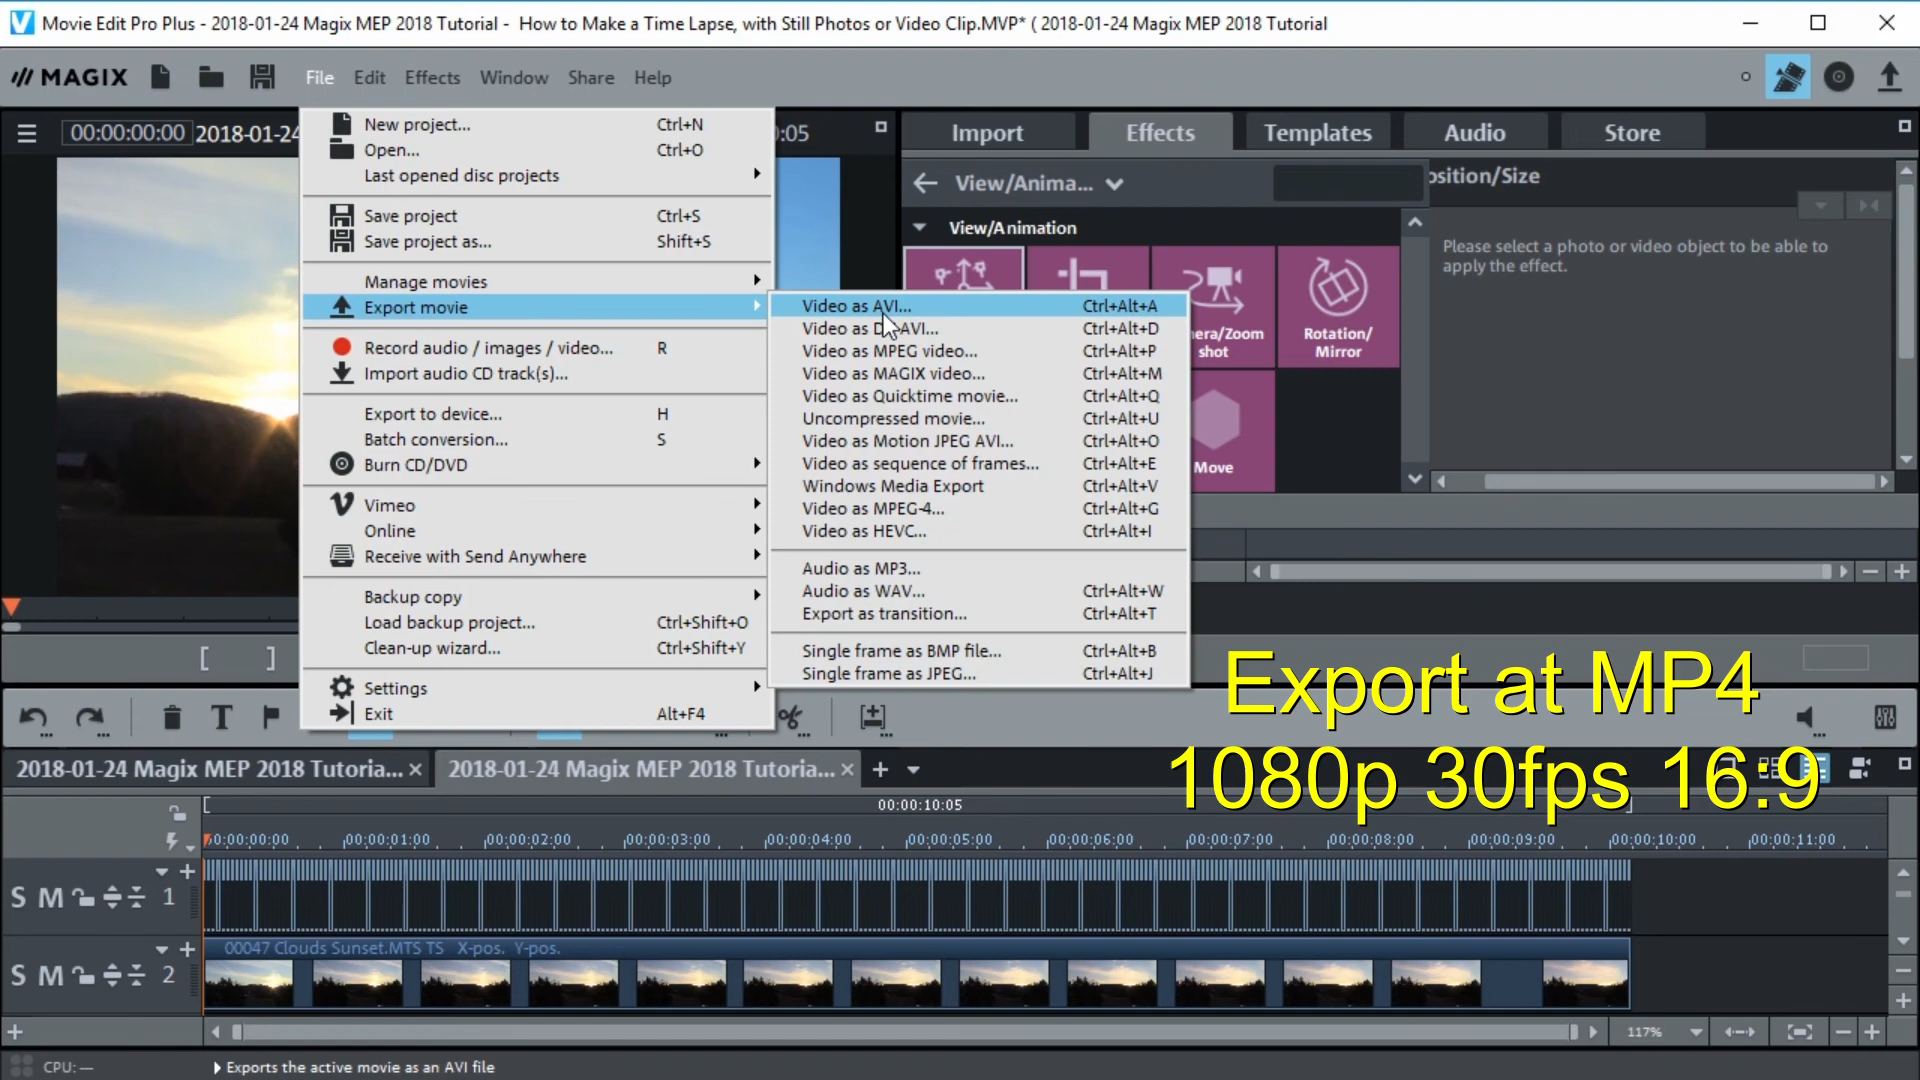 Movie Edit Pro Plus - 2018-01-24 Magix MEP 2018 Tutorial - How to Make a Time Lapse, with Still Photos or Video Clip.MVP* ( 2018-01-24 Magix MEP 2018 Tutorial
MAGIX File Edit Effects Window Share Help
00:00:00:00 2018-01-24 :05
Import Effects Templates Audio Store
New project... Ctrl+N
Open... Ctrl+O
Last opened disc projects
Save project Ctrl+S
Save project as... Shift+S
Manage movies
Export movie
Record audio / images / video... R
Import audio CD track(s)...
Export to device... H
Batch conversion... S
Burn CD/DVD
Vimeo
Online
Receive with Send Anywhere
Backup copy
Load backup project... Ctrl+Shift+O
Clean-up wizard... Ctrl+Shift+Y
Settings
Exit Alt+F4
View/Anima...
View/Animation
osition/Size
Please select a photo or video object to be able to
apply the effect.
era/Zoom
shot
Rotation/
Mirror
Move
Video as AVI... Ctrl+Alt+A
Video as D AVI... Ctrl+Alt+D
Video as MPEG video... Ctrl+Alt+P
Video as MAGIX video... Ctrl+Alt+M
Video as Quicktime movie... Ctrl+Alt+Q
Uncompressed movie... Ctrl+Alt+U
Video as Motion JPEG AVI... Ctrl+Alt+O
Video as sequence of frames... Ctrl+Alt+E
Windows Media Export Ctrl+Alt+V
Video as MPEG-4... Ctrl+Alt+G
Video as HEVC... Ctrl+Alt+I
Audio as MP3...
Audio as WAV... Ctrl+Alt+W
Export as transition... Ctrl+Alt+T
Single frame as BMP file... Ctrl+Alt+B
Single frame as JPEG... Ctrl+Alt+J
Export at MP4
1080p 30fps 16:9
2018-01-24 Magix MEP 2018 Tutoria... 2018-01-24 Magix MEP 2018 Tutoria...
00:00:10:05
00:00:00:00 00:00:01:00 00:00:02:00 00:00:03:00 00:00:04:00 00:00:05:00 00:00:06:00 00:00:07:00 00:00:08:00 00:00:09:00 00:00:10:00 00:00:11:00
S M 1
00047 Clouds Sunset.MTS TS X-pos. Y-pos.
S M 2
117%
CPU: — Exports the active movie as an AVI file